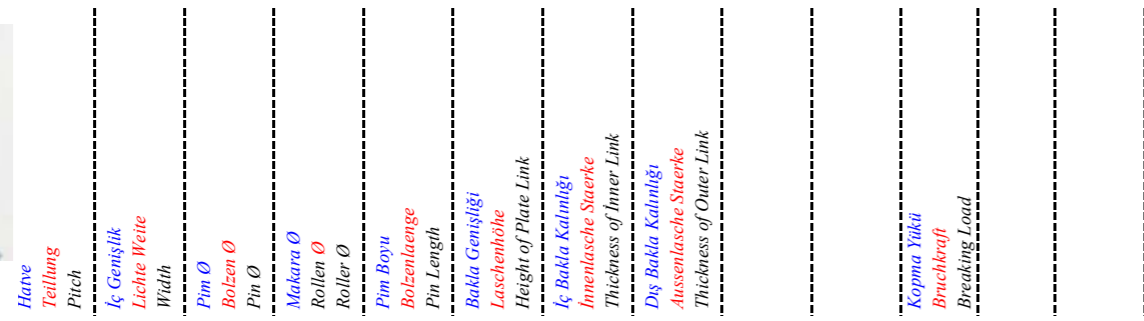 Hatve
Teillung
Pitch
İç Genişlik
Lichte Weite
Width
Pim Ø
Bolzen Ø
Pin Ø
Makara Ø
Rollen Ø
Roller Ø
Pim Boyu
Bolzenlaenge
Pin Length
Bakla Genişliği
Laschenhöhe
Height of Plate Link
İç Bakla Kalınlığı
İnnenlasche Staerke
Thickness of İnner Link
Dış Bakla Kalınlığı
Aussenlasche Staerke
Thickness of Outer Link
Kopma Yükü
Bruchkraft
Breaking Load